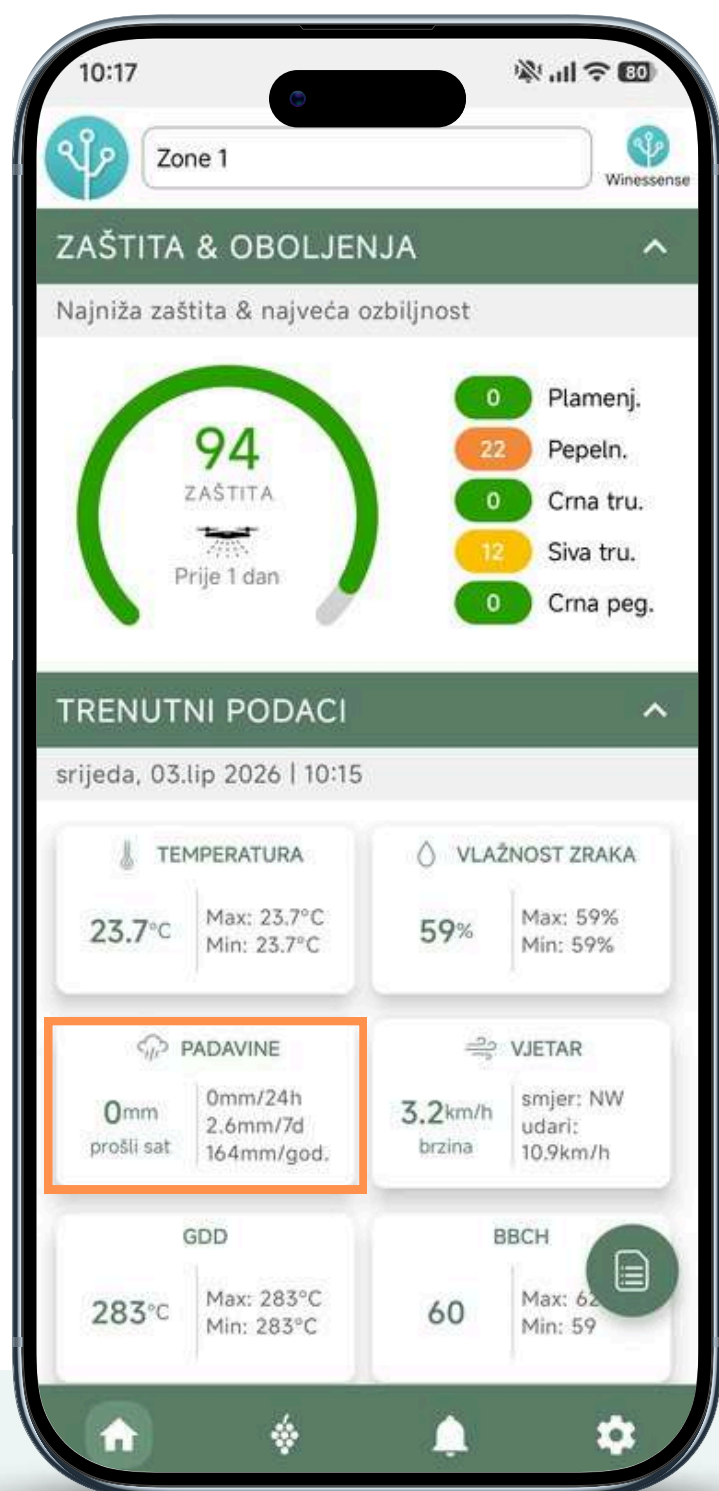 10:17
80
Zone 1
Winessense
ZAŠTITA & OBOLJENJA
Najniža zaštita & najveća ozbiljnost
94
ZAŠTITA
Prije 1 dan
0 Plamenj.
22 Pepeln.
0 Crna tru.
12 Siva tru.
0 Crna peg.
TRENUTNI PODACI
srijeda, 03.lip 2026 | 10:15
TEMPERATURA
23.7°C
Max: 23.7°C
Min: 23.7°C
VLAŽNOST ZRAKA
59%
Max: 59%
Min: 59%
PADAVINE
0mm
prošli sat
0mm/24h
2.6mm/7d
164mm/god.
VJETAR
3.2km/h
brzina
smjer: NW
udari:
10.9km/h
GDD
283°C
Max: 283°C
Min: 283°C
BBCH
60
Max: 62
Min: 59